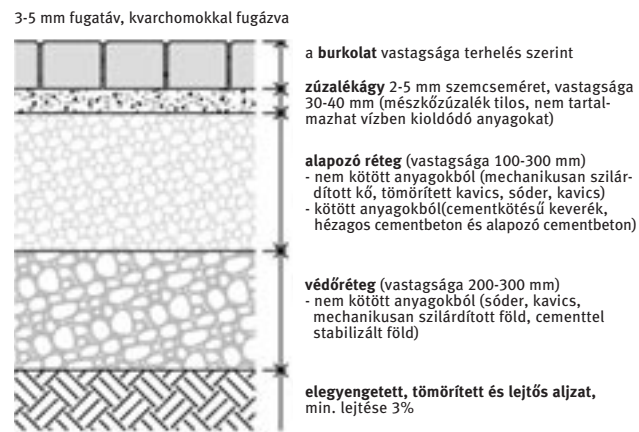 3-5 mm fugatáv, kvarchomokkal fugázva
a burkolat vastagsága terhelés szerint
zúzalékágy 2-5 mm szemcseméret, vastagsága
30-40 mm (mészkőzúzalék tilos, nem tartal-
mazhat vízben kioldódó anyagokat)
alapozó réteg (vastagsága 100-300 mm)
- nem kötött anyagokból (mechanikusan szilár-
dított kő, tömörített kavics, sóder, kavics)
- kötött anyagokból(cementkötésű keverék,
hézagos cementbeton és alapozó cementbeton)
védőréteg (vastagsága 200-300 mm)
- nem kötött anyagokból (sóder, kavics,
mechanikusan szilárdított föld, cementtel
stabilizált föld)
elegyengetett, tömörített és lejtős aljzat,
min. lejtése 3%